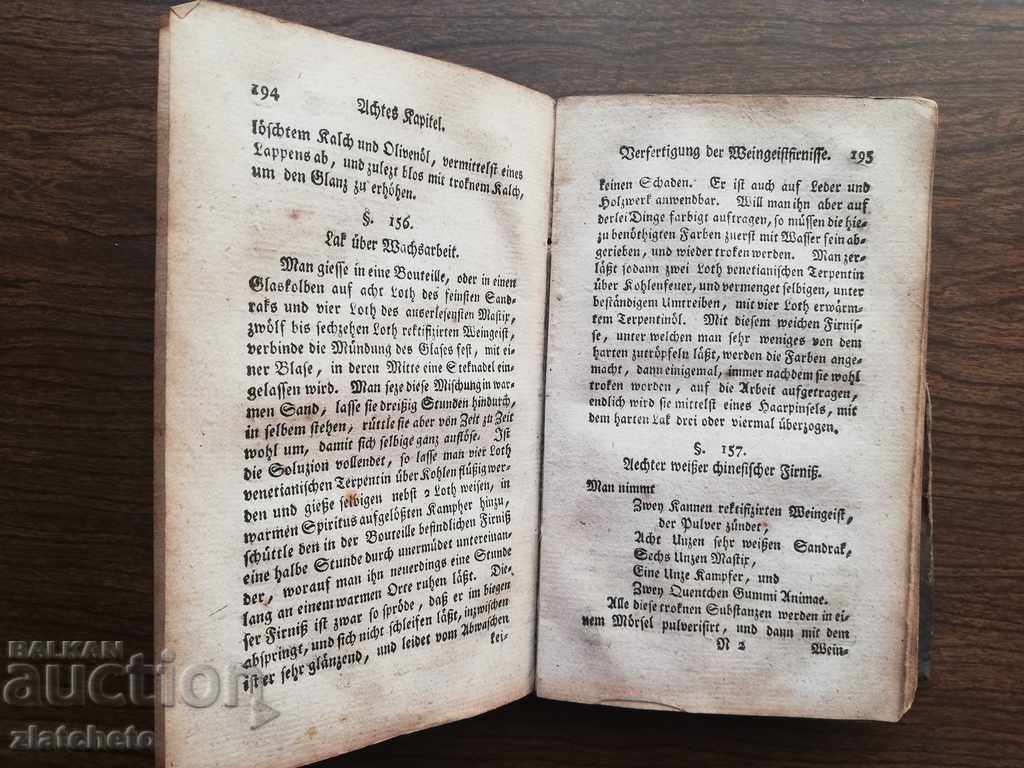 194 Achtes Kapitel.
löschtem Kalch und Olivenöl, vermittelst eines
Lappens ab, und zulezt blos mit troknem Kalch,
um den Glanz zu erhöhen.
§. 156.
Lak über Wachsarbeit.
Man giesse in eine Bouteille, oder in einen
Glaskolben auf acht Loth des feinsten Sand-
raks und vier Loth des auserlesensten Mastix,
zwölf bis sechzehen Loth rektifizirten Weingeist,
verbinde die Mündung des Glases fest, mit ei-
ner Blase, in deren Mitte eine Steknadel ein-
gelassen wird. Man seze diese Mischung in war-
men Sand, lasse sie dreißig Stunden hindurch,
in selbem stehen, rüttle sie aber von Zeit zu Zeit
wohl um, damit sich selbige ganz auflöse. Ist
die Soluzion vollendet, so lasse man vier Loth
venetianischen Terpentin über Kohlen flüßig wer-
den und gieße selbigen nebst 2 Loth weisen, in
warmen Spiritus aufgelößten Kampher hinzu,
schüttle den in der Bouteille befindlichen Firniß
eine halbe Stunde durch unermüdet untereinan-
der, worauf man ihn neuerdings eine Stunde
lang an einem warmen Orte ruhen läßt. Die-
ser Firniß ist zwar so spröde, daß er im biegen
abspringt, und sich nicht schleifen läßt, inzwischen
ist er sehr glänzend, und leidet vom Abwaschen
kei-
Verfertigung der Weingeistfirnisse. 195
keinen Schaden. Er ist auch auf Leder und
Holzwerk anwendbar. Will man ihn aber auf
derlei Dinge farbigt auftragen, so müssen die hie-
zu benöthigten Farben zuerst mit Wasser sein ab-
gerieben, und wieder troken werden. Man zer-
läßt sodann zwei Loth venetianischen Terpentin
über Kohlenfeuer, und vermenget selbigen, unter
beständigem Umtreiben, mit vier Loth erwärm-
tem Terpentinöl. Mit diesem weichen Firnis-
se, unter welchen man sehr weniges von dem
harten zutröpfeln läßt, werden die Farben ange-
macht, dann einigemal, immer nachdem sie wohl
troken worden, auf die Arbeit aufgetragen,
endlich wird sie mittelst eines Haarpinsels, mit
dem harten Lak drei oder viermal überzogen.
§. 157.
Aechter weißer chinesischer Firniß.
Man nimmt
Zwey Kannen rektifizirten Weingeist,
der Pulver zündet,
Acht Unzen sehr weißen Sandrak,
Sechs Unzen Mastix,
Eine Unze Kampfer, und
Zwey Quentchen Gummi Animae.
Alle diese troknen Substanzen werden in ei-
nem Mörsel pulverisirt, und dann mit dem
N 2 Wein-
BALKAN
auction
zlatcheto